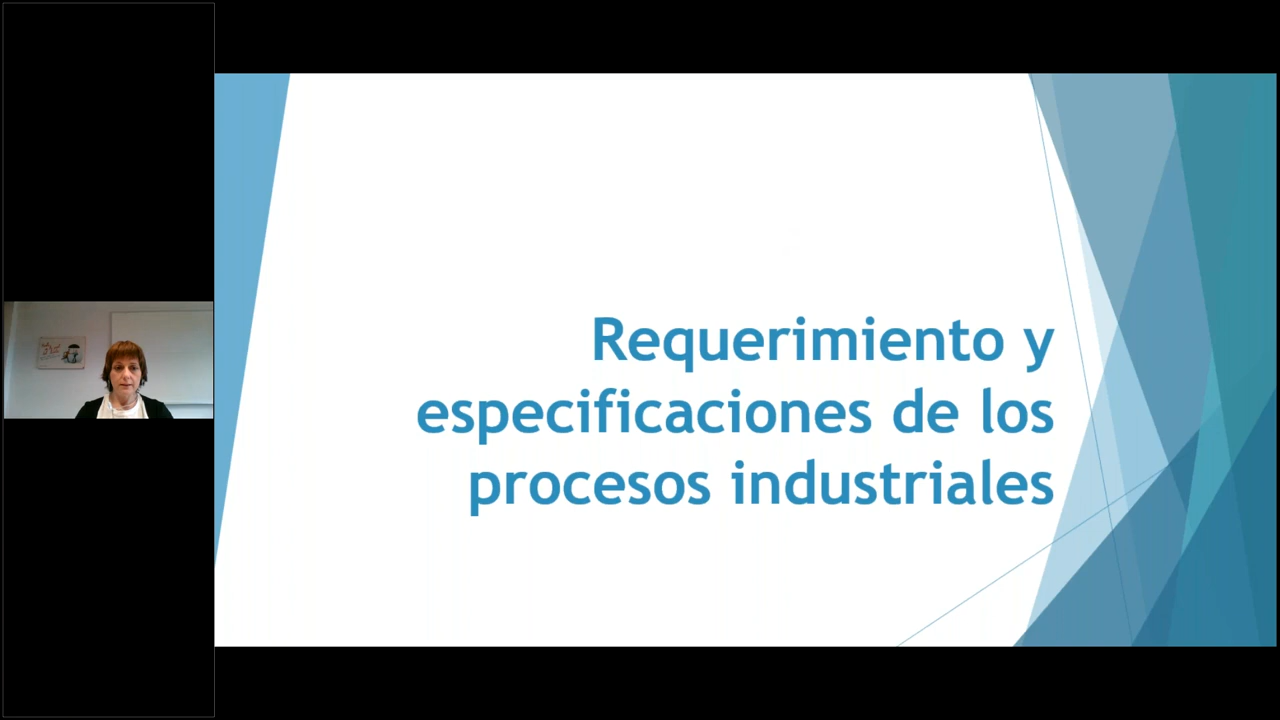 Requerimiento y
especificaciones de los
procesos industriales